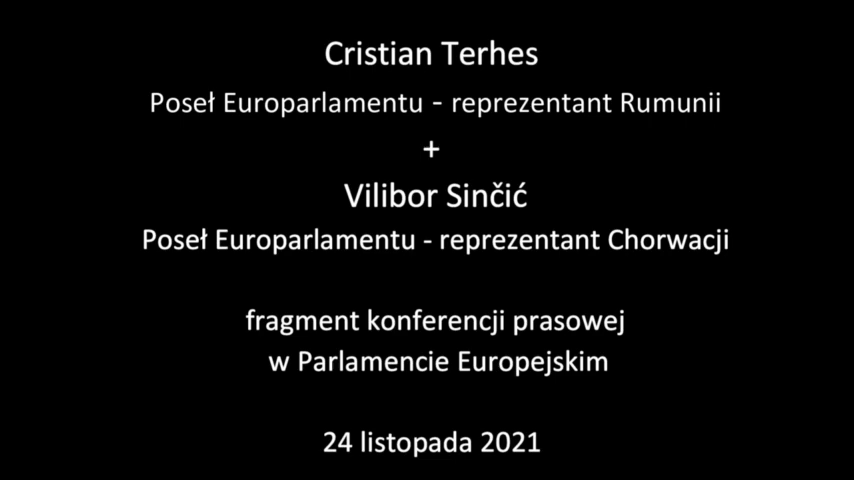 Cristian Terhes
Poseł Europarlamentu - reprezentant Rumunii
+
Vilibor Sinčić
Poseł Europarlamentu - reprezentant Chorwacji
fragment konferencji prasowej
w Parlamencie Europejskim
24 listopada 2021